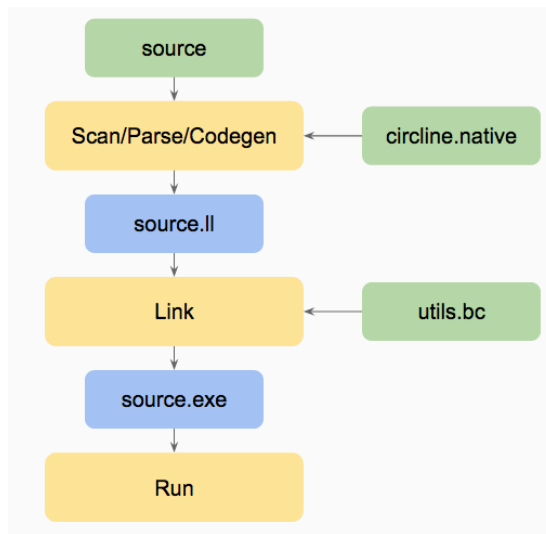 source
Scan/Parse/Codegen
circline.native
source.ll
Link
utils.bc
source.exe
Run